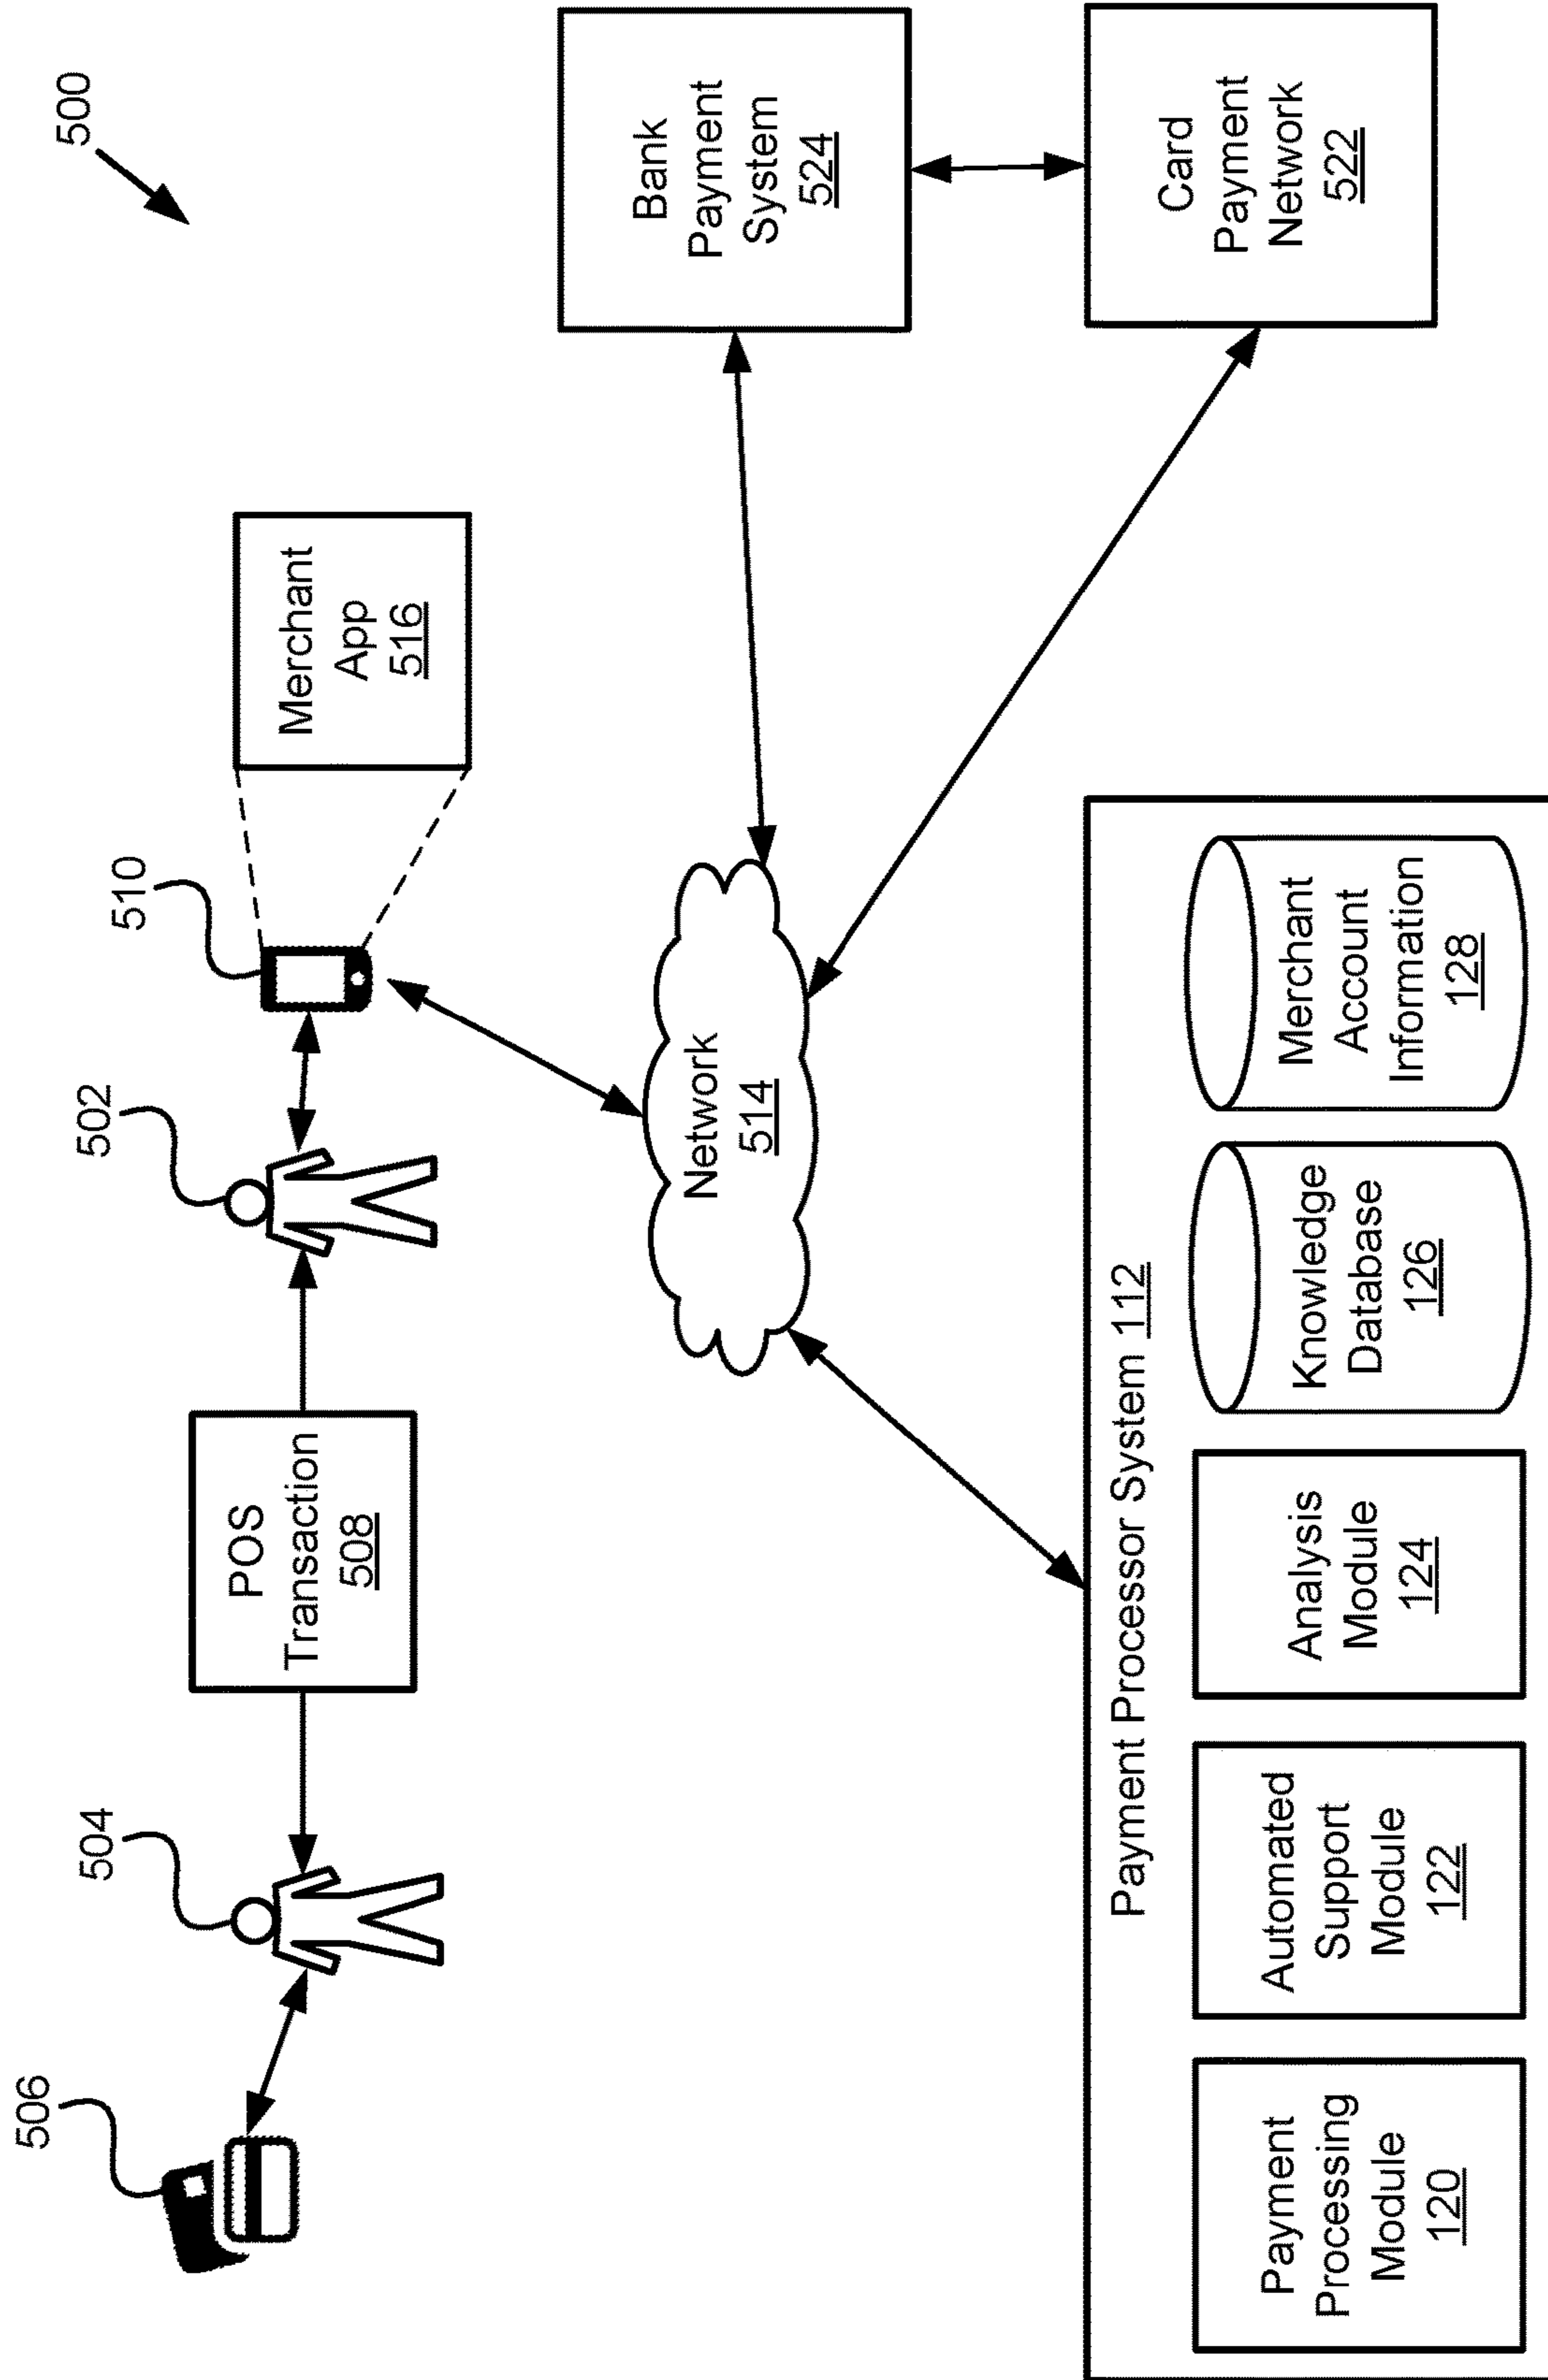 500
506
504
502
510
POS
Transaction
508
Merchant
App
516
Network
514
Bank
Payment
System
524
Card
Payment
Network
522
Payment Processor System 112
Payment
Processing
Module
120
Automated
Support
Module
122
Analysis
Module
124
Knowledge
Database
126
Merchant
Account
Information
128